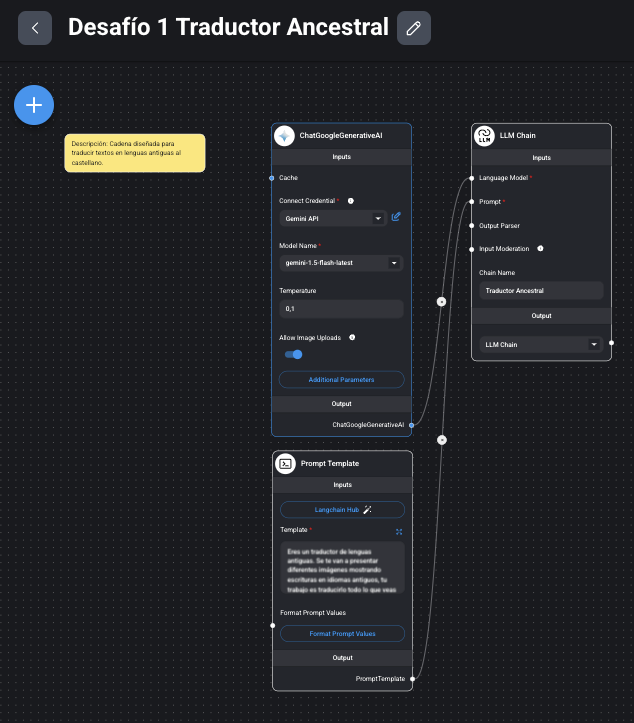 Desafío 1 Traductor Ancestral
Descripción: Cadena diseñada para
traducir textos en lenguas antiguas al
castellano.
ChatGoogleGenerativeAI
Inputs
Cache
Connect Credential *
Gemini API
Model Name *
gemini-1.5-flash-latest
Temperature
0,1
Allow Image Uploads
Additional Parameters
Output
ChatGoogleGenerativeAI
Prompt Template
Inputs
Langchain Hub
Template *
Eres un traductor de lenguas
antiguas. Se te van a presentar
diferentes imágenes mostrando
escrituras en idiomas antiguos, tu
trabajo es traducirlo todo lo que veas
Format Prompt Values
Format Prompt Values
Output
PromptTemplate
LLM Chain
LLM
Inputs
Language Model *
Prompt *
Output Parser
Input Moderation
Chain Name
Traductor Ancestral
Output
LLM Chain